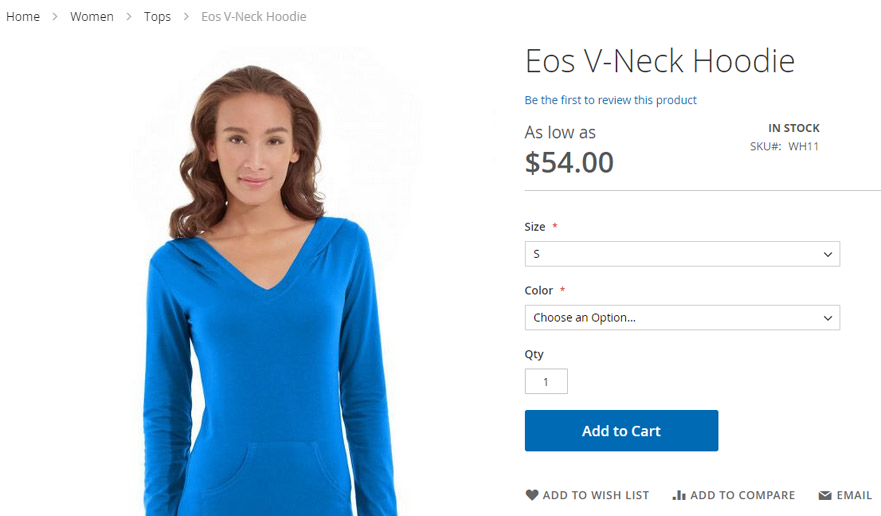 Home > Women > Tops > Eos V-Neck Hoodie
Eos V-Neck Hoodie
Be the first to review this product
As low as
$54.00
IN STOCK
SKU#: WH11
Size *
S
Color *
Choose an Option...
Qty
1
Add to Cart
ADD TO WISH LIST ADD TO COMPARE EMAIL